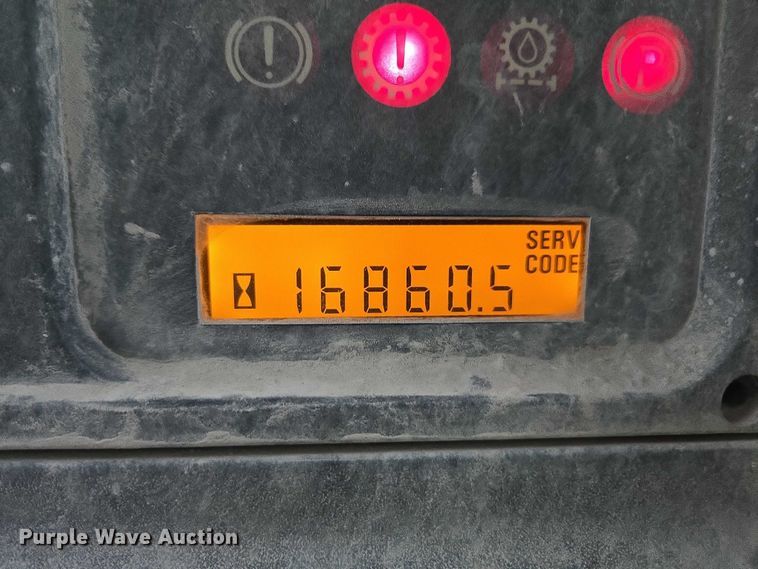 ! ! P
SERV
CODE
16860.5
Purple Wave Auction